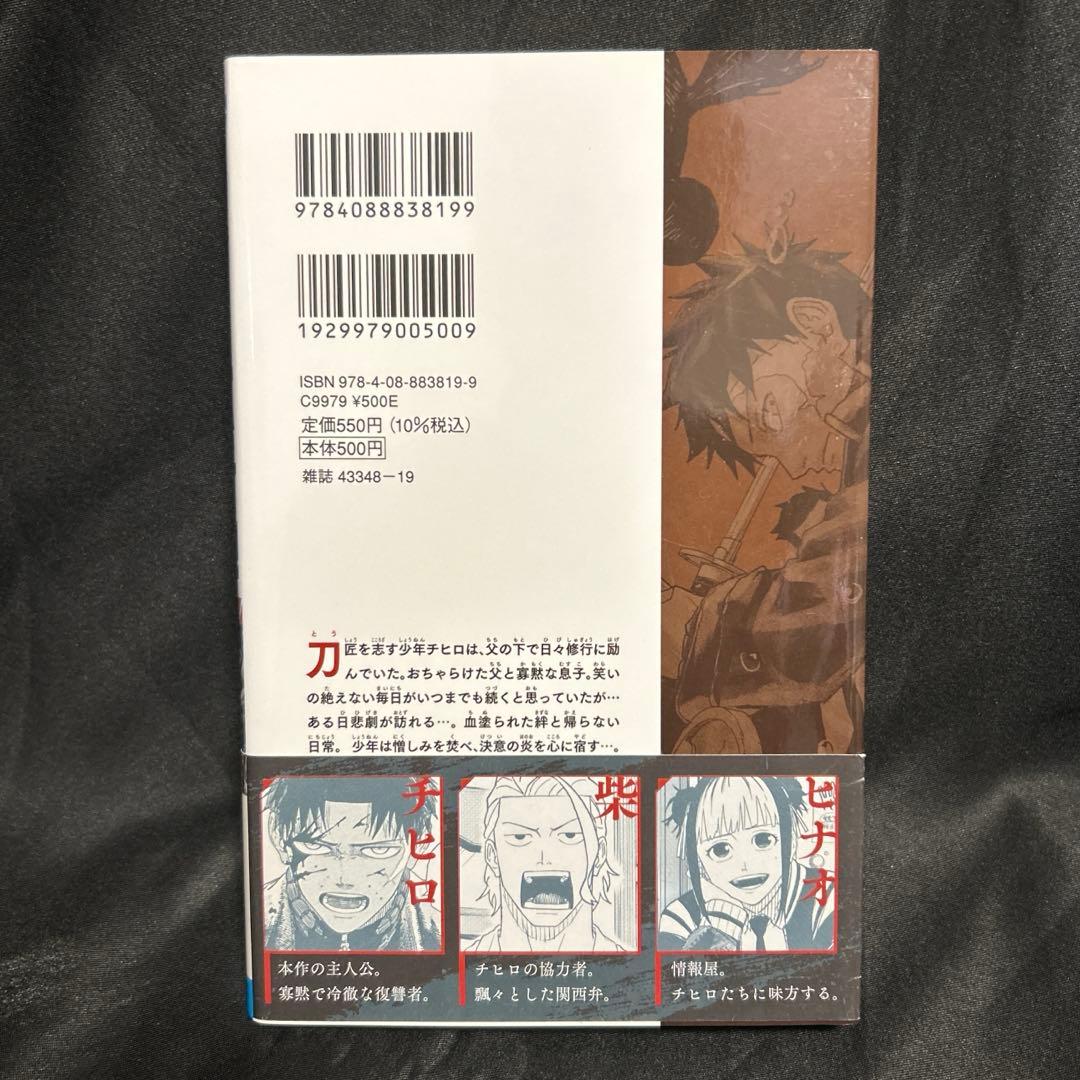 9784088838199
1929979005009
ISBN 978-4-08-883819-9
C9979 ¥500E
定価550円（10%税込）
本体500円
雑誌 43348－19
刀匠を志す少年チヒロは、父の下で日々修行に励
んでいた。おちゃらけた父と寡黙な息子。笑い
の絶えない毎日がいつまでも続くと思っていたが…
ある日悲劇が訪れる…。血塗られた絆と帰らない
日常。少年は憎しみを焚べ、決意の炎を心に宿す…。
チヒロ
本作の主人公。
寡黙で冷徹な復讐者。
柴
チヒロの協力者。
飄々とした関西弁。
ヒナオ
情報屋。
チヒロたちに味方する。